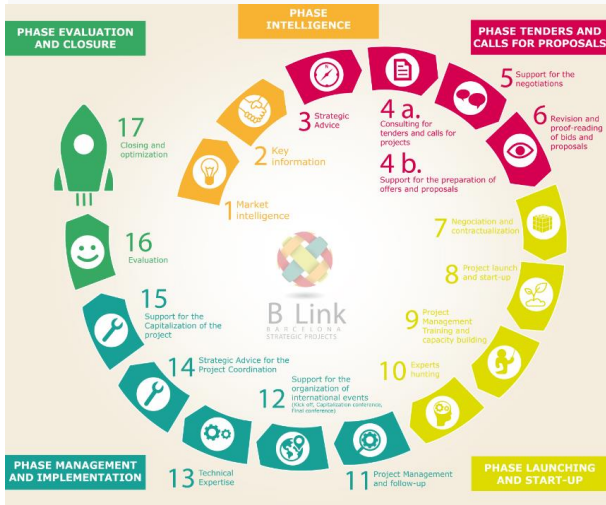 PHASE EVALUATION
AND CLOSURE
PHASE
INTELLIGENCE
PHASE TENDERS AND
CALLS FOR PROPOSALS
1 Market
intelligence
2 Key
information
3 Strategic
Advice
4 a.
Consulting for
tenders and calls for
projects
4 b.
Support for the preparation of
offers and proposals
5 Support for the
negotiations
6 Revision and
proof-reading
of bids and
proposals
7 Negociation and
contractualization
8 Project launch
and start-up
9 Project
Management
Training and
capacity building
10 Experts
hunting
11 Project Management
and follow-up
12 Support for the
organization of
international events
(Kick off, Capitalization conference,
Final conference)
13 Technical
Expertise
14 Strategic Advice for the
Project Coordination
15
Support for the
Capitalization of the
project
16
Evaluation
17
Closing and
optimization
B Link
BARCELONA
STRATEGIC PROJECTS
PHASE MANAGEMENT
AND IMPLEMENTATION
PHASE LAUNCHING
AND START-UP